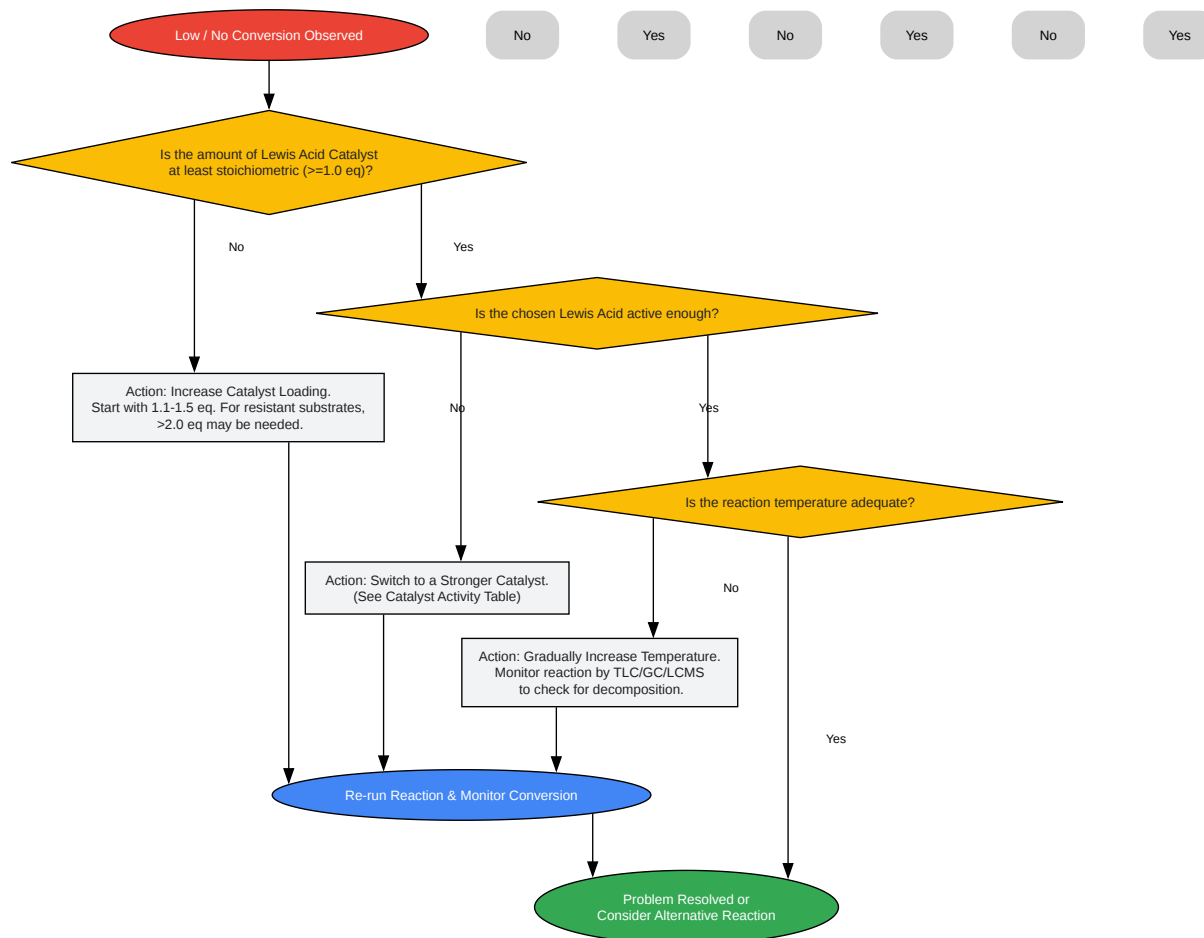 Low / No Conversion Observed
No
Yes
No
Yes
No
Yes
Is the amount of Lewis Acid Catalyst
at least stoichiometric (>=1.0 eq)?
No
Yes
Is the chosen Lewis Acid active enough?
Action: Increase Catalyst Loading.
Start with 1.1-1.5 eq. For resistant substrates,
>2.0 eq may be needed.
No
Yes
Is the reaction temperature adequate?
Action: Switch to a Stronger Catalyst.
(See Catalyst Activity Table)
No
Action: Gradually Increase Temperature.
Monitor reaction by TLC/GC/LCMS
to check for decomposition.
Yes
Re-run Reaction & Monitor Conversion
Problem Resolved or
Consider Alternative Reaction